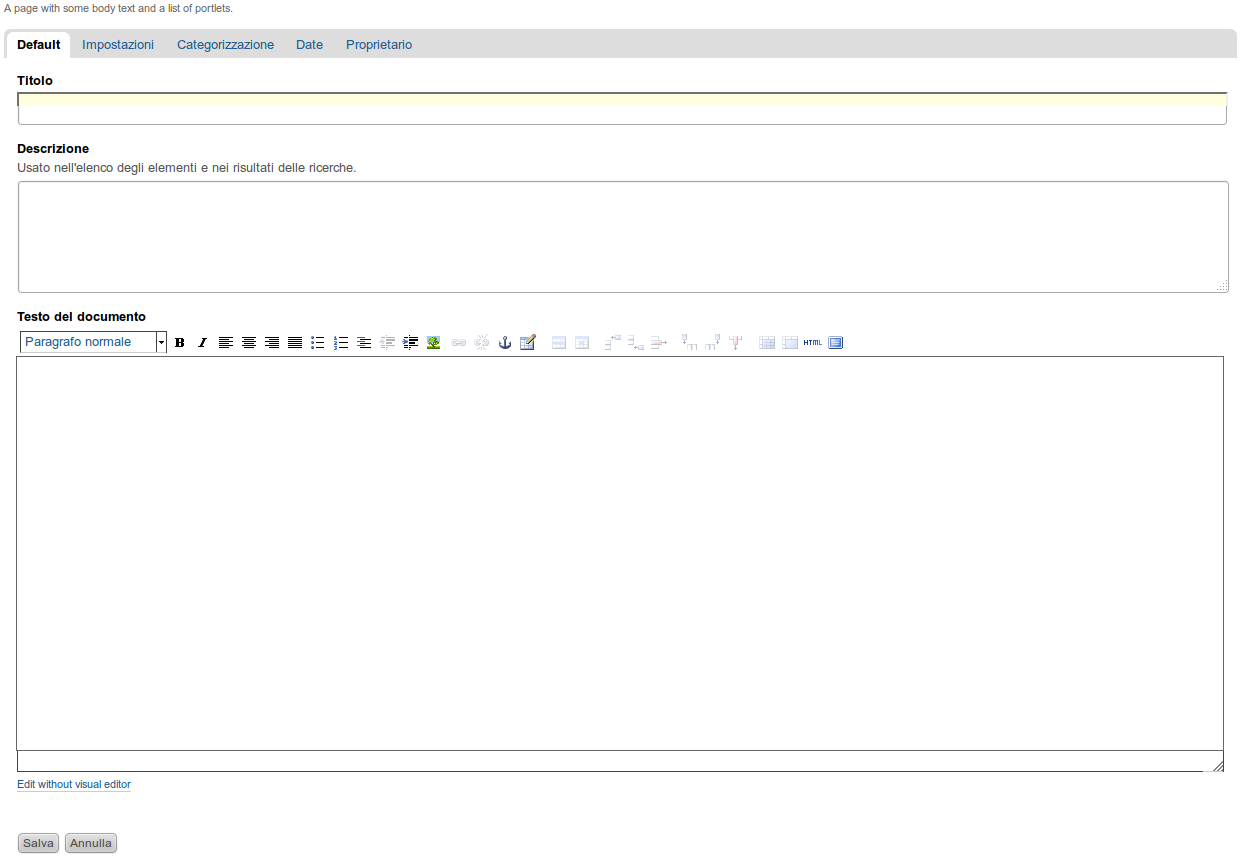 A page with some body text and a list of portlets.
Default Impostazioni Categorizzazione Date Proprietario
Titolo
Descrizione
Usato nell'elenco degli elementi e nei risultati delle ricerche.
Testo del documento
Paragrafo normale B I HTML
Edit without visual editor
Salva Annulla